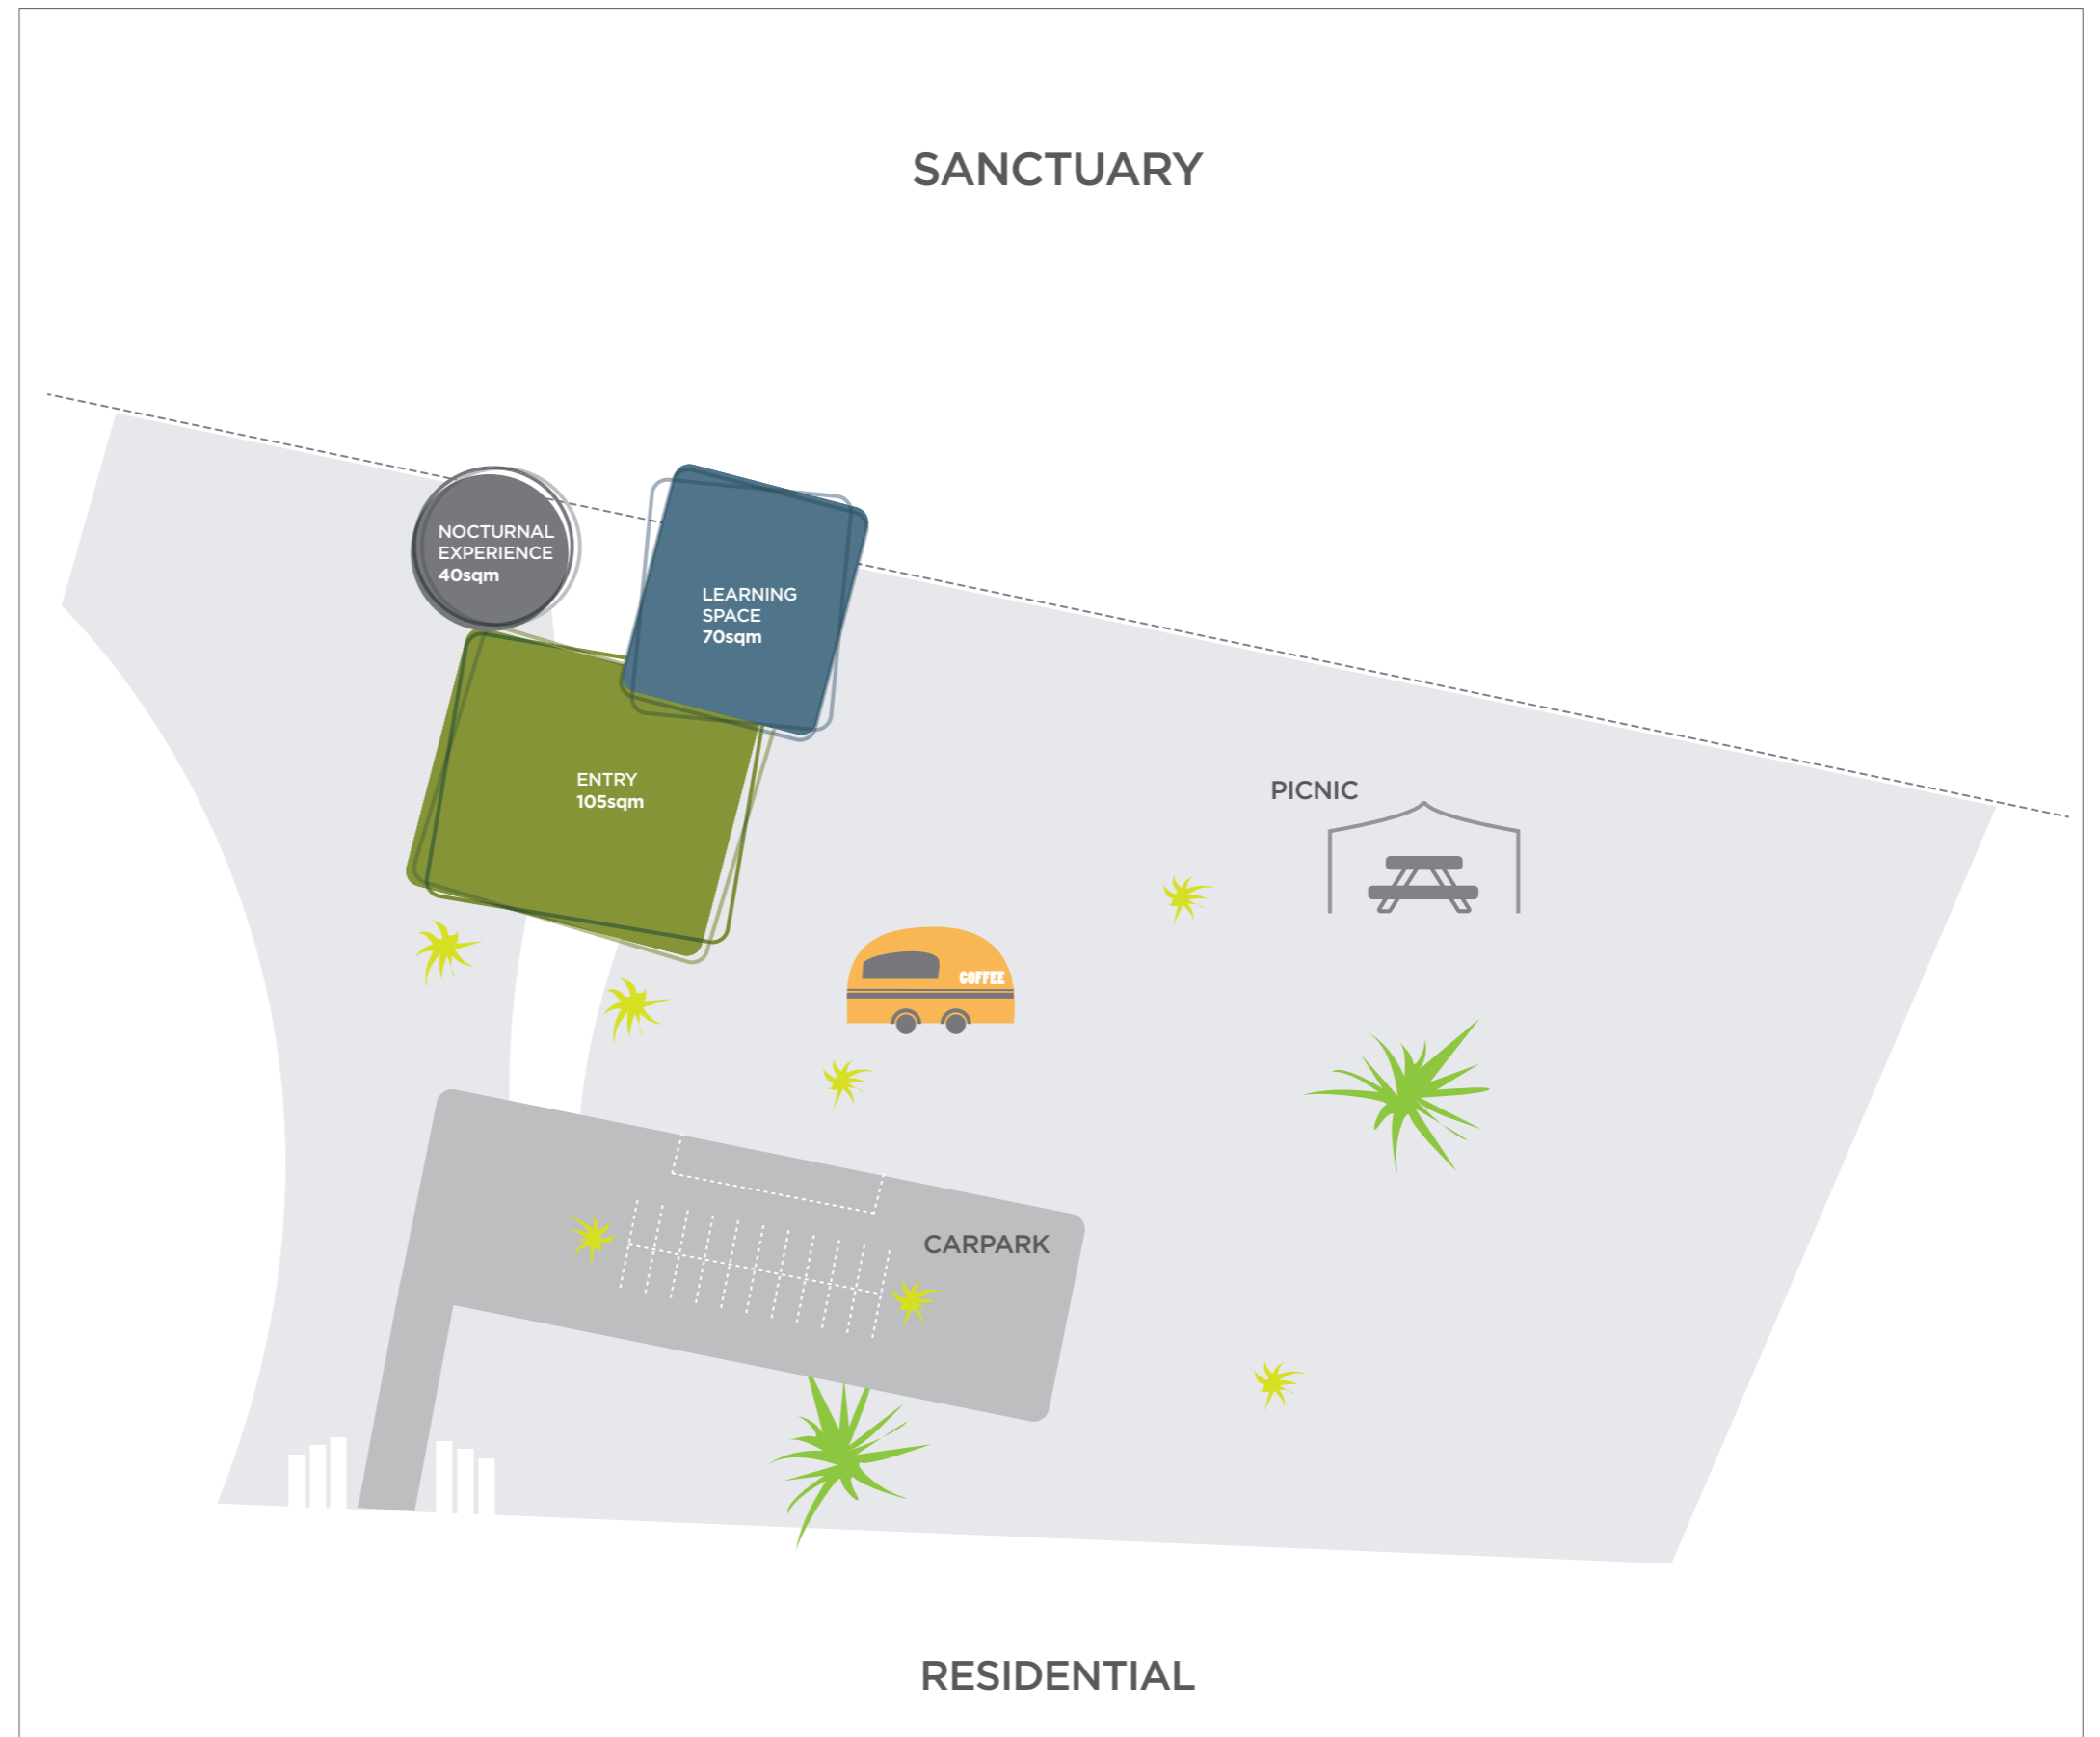 SANCTUARY
NOCTURNAL
EXPERIENCE
40sqm
LEARNING
SPACE
70sqm
ENTRY
105sqm
PICNIC
COFFEE
CARPARK
RESIDENTIAL